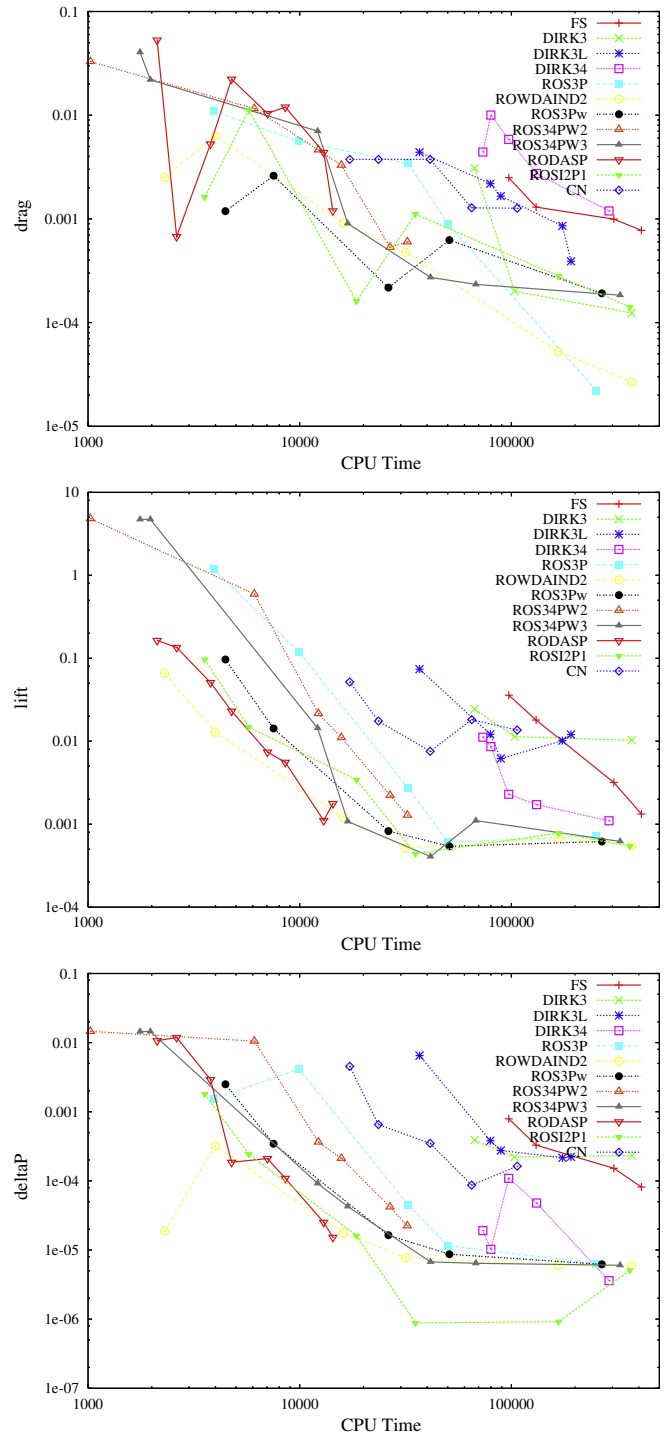 0.1
0.01
0.001
1e-04
1e-05
drag
1000
10000
100000
CPU Time
FS
DIRK3
DIRK3L
DIRK34
ROS3P
ROWDAIND2
ROS3Pw
ROS34PW2
ROS34PW3
RODASP
ROSI2P1
CN
10
1
0.1
0.01
0.001
1e-04
lift
1000
10000
100000
CPU Time
FS
DIRK3
DIRK3L
DIRK34
ROS3P
ROWDAIND2
ROS3Pw
ROS34PW2
ROS34PW3
RODASP
ROSI2P1
CN
0.1
0.01
0.001
1e-04
1e-05
1e-06
1e-07
deltaP
1000
10000
100000
CPU Time
FS
DIRK3
DIRK3L
DIRK34
ROS3P
ROWDAIND2
ROS3Pw
ROS34PW2
ROS34PW3
RODASP
ROSI2P1
CN